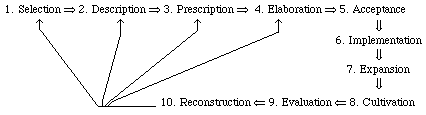 1. Selection ⇒ 2. Description ⇒ 3. Prescription ⇒ 4. Elaboration ⇒ 5. Acceptance
⇓
6. Implementation
⇓
7. Expansion
⇓
10. Reconstruction ⇐ 9. Evaluation ⇐ 8. Cultivation